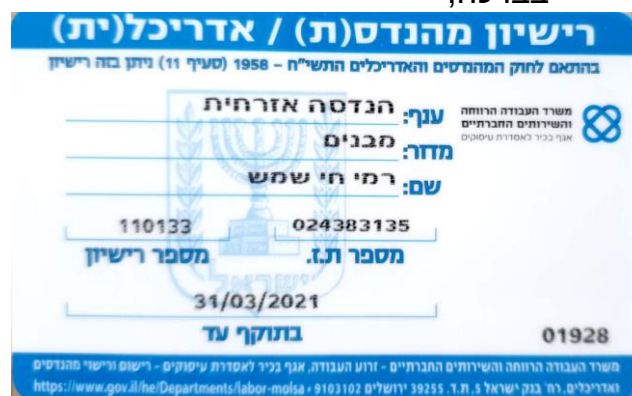 רישיון מהנדס(ת) / אדריכל(ית)
בהתאם לחוק המהנדסים והאדריכלים התשי"ח – 1958 (סעיף 11) ניתן בזה רישיון
משרד העבודה הרווחה
והשירותים החברתיים
אגף בכיר לאסדרת עיסוקים
ענף: הנדסה אזרחית
מדור: מבנים
שם: רמי חי שמש
024383135 110133
מספר ת.ז. מספר רישיון
ישראל
31/03/2021
בתוקף עד
01928
משרד העבודה הרווחה והשירותים החברתיים - זרוע העבודה, אגף בכיר לאסדרת עיסוקים - רישום ורישוי מהנדסים
ואדריכלים, רח' בנק ישראל 5, ת.ד. 39255 ירושלים 9103102 • https://www.gov.il/he/Departments/labor-molsa